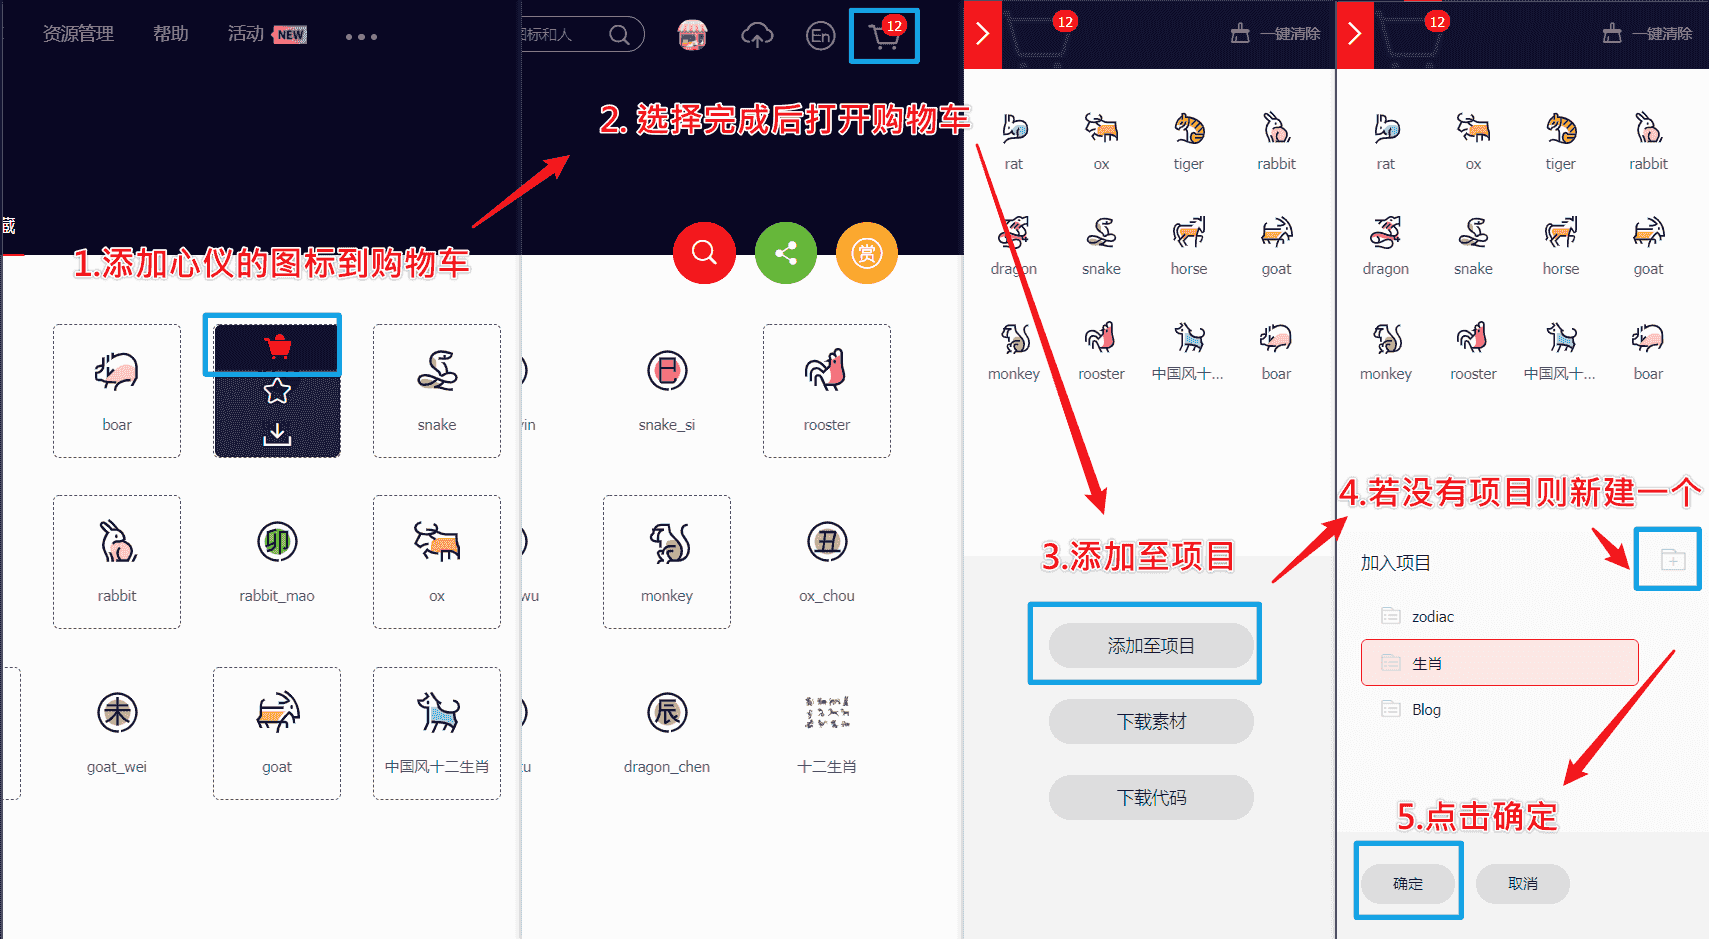 资源管理
帮助
活动
NEW
图标和人
En
12
藏
1.添加心仪的图标到购物车
2. 选择完成后打开购物车
赏
boar
snake
rabbit
卯
rabbit_mao
ox
未
goat_wei
goat
中国风十二生肖
巳
snake_si
rooster
monkey
丑
ox_chou
辰
dragon_chen
十二生肖
12
一键清除
rat
ox
tiger
rabbit
dragon
snake
horse
goat
monkey
rooster
中国风十...
boar
3.添加至项目
添加至项目
下载素材
下载代码
12
一键清除
rat
ox
tiger
rabbit
dragon
snake
horse
goat
monkey
rooster
中国风十...
boar
4.若没有项目则新建一个
加入项目
zodiac
生肖
Blog
5.点击确定
确定
取消